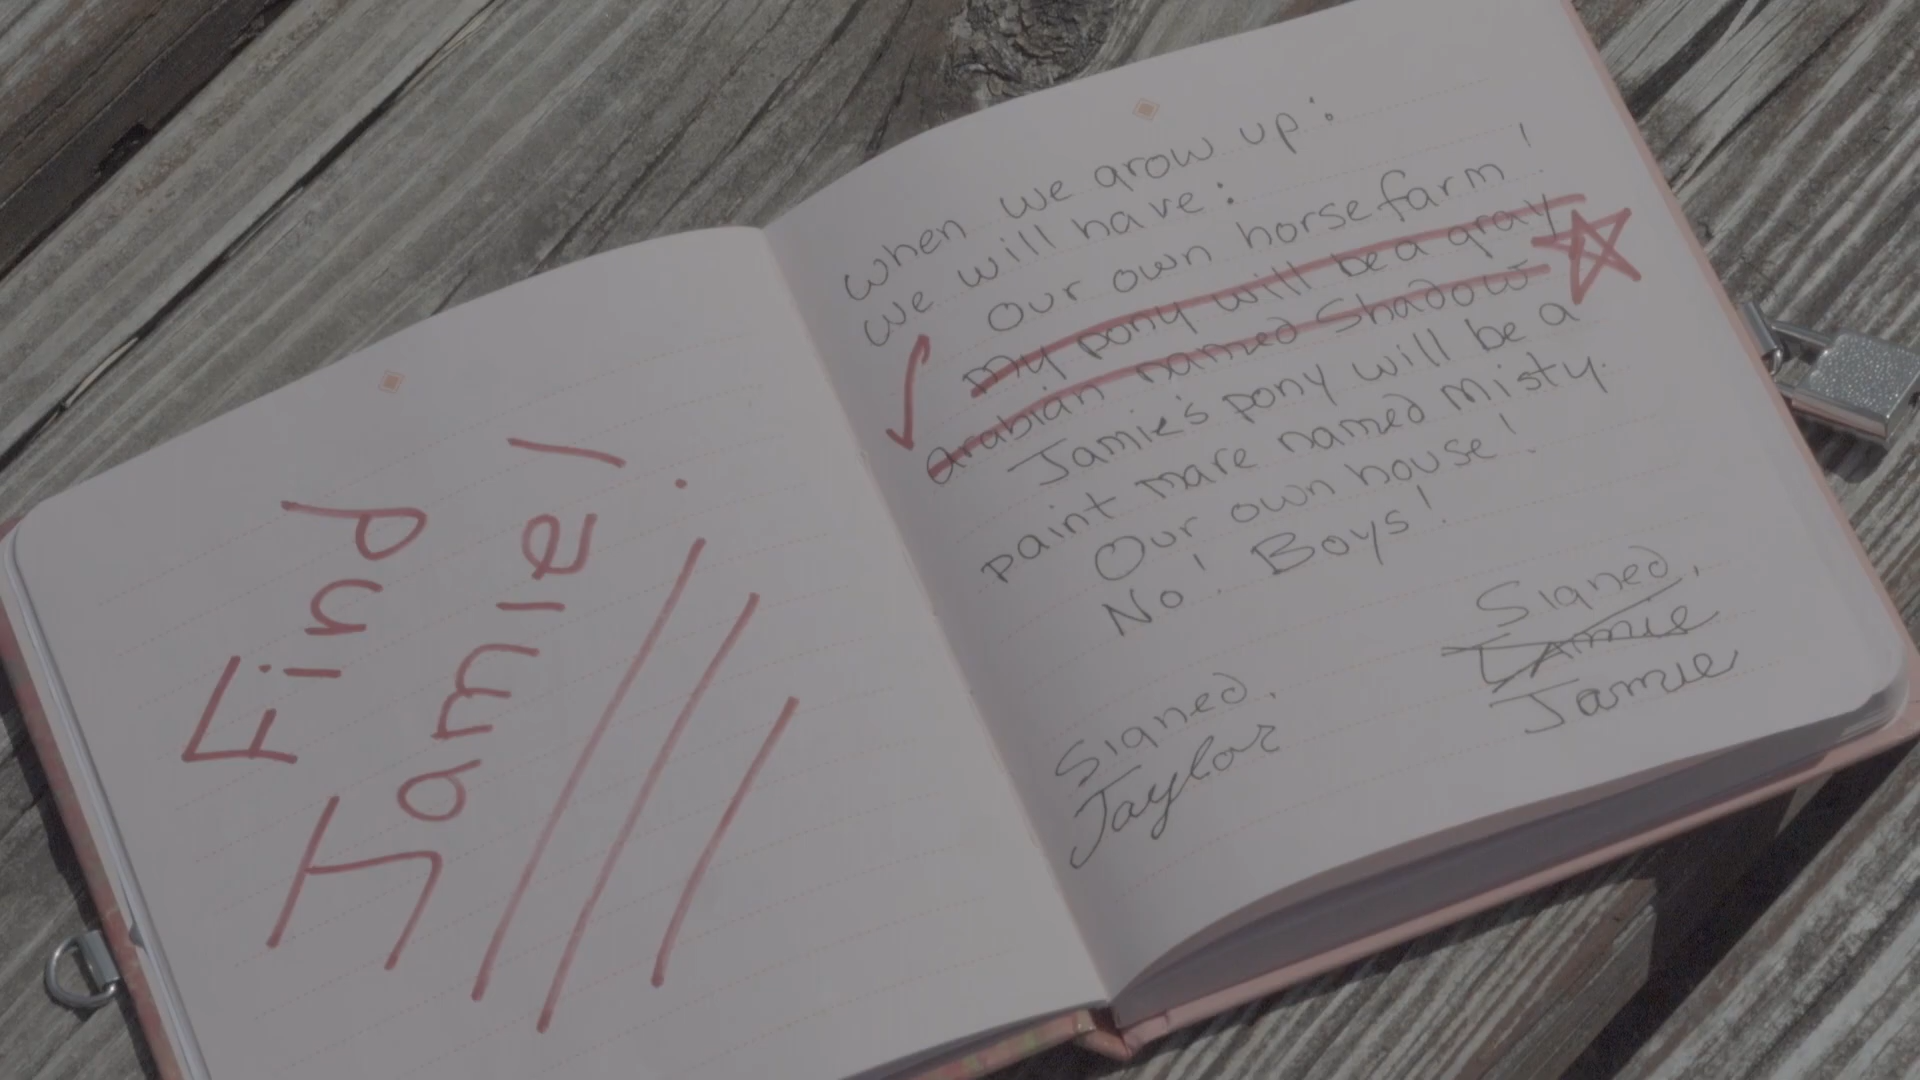 Find
Jamie!
When we grow up:
we will have:
Our own horse farm!
my pony will be a gray
arabian named Shadow
Jamie's pony will be a
paint mare named Misty.
Our own house!
No! Boys!
Signed,
Taylor
Signed,
Jamie
Jamie